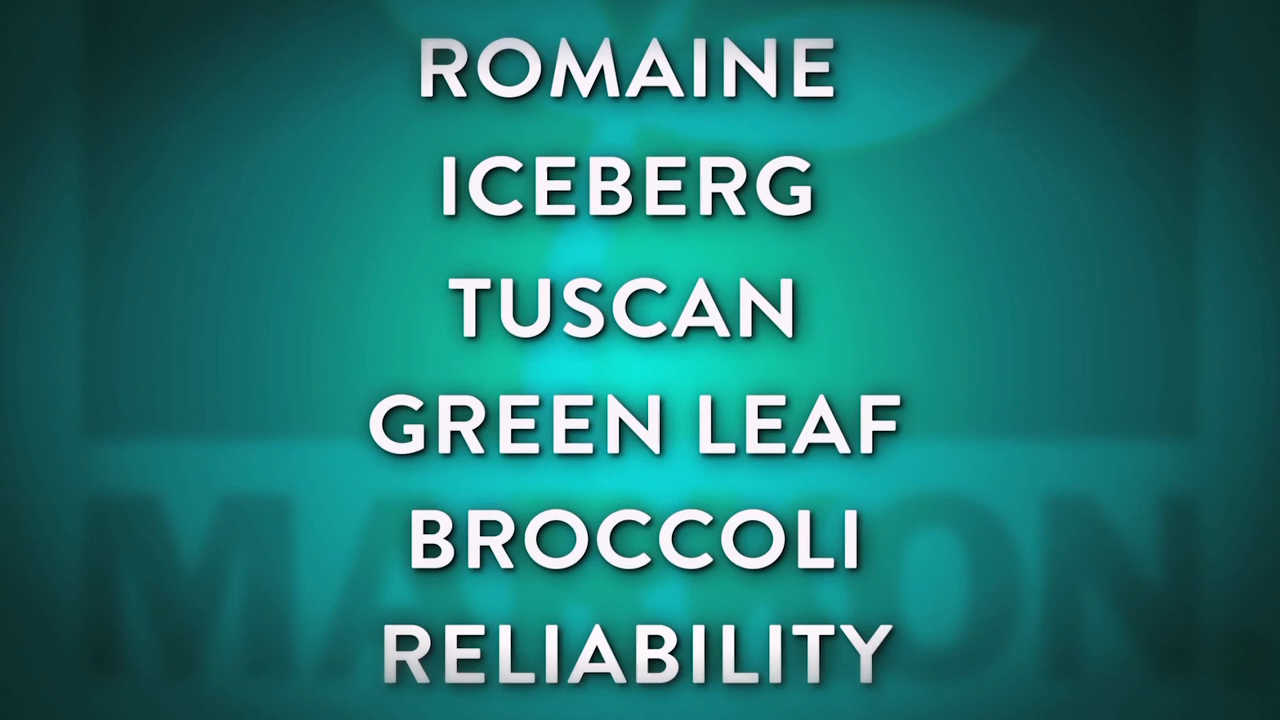 ROMAINE
ICEBERG
TUSCAN
GREEN LEAF
BROCCOLI
RELIABILITY